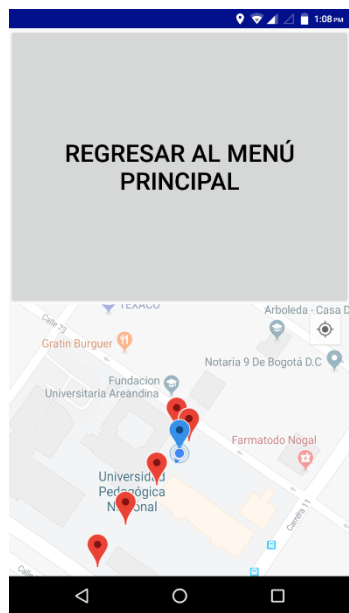 1:08 PM
REGRESAR AL MENÚ
PRINCIPAL
TEXACO
Arboleda - Casa D
Calle 73
Gratin Burguer
Notaria 9 De Bogotá D.C
Fundacion
Universitaria Areandina
Farmatodo Nogal
Universidad
Pedagógica
Nacional
Carrera 11
Calle